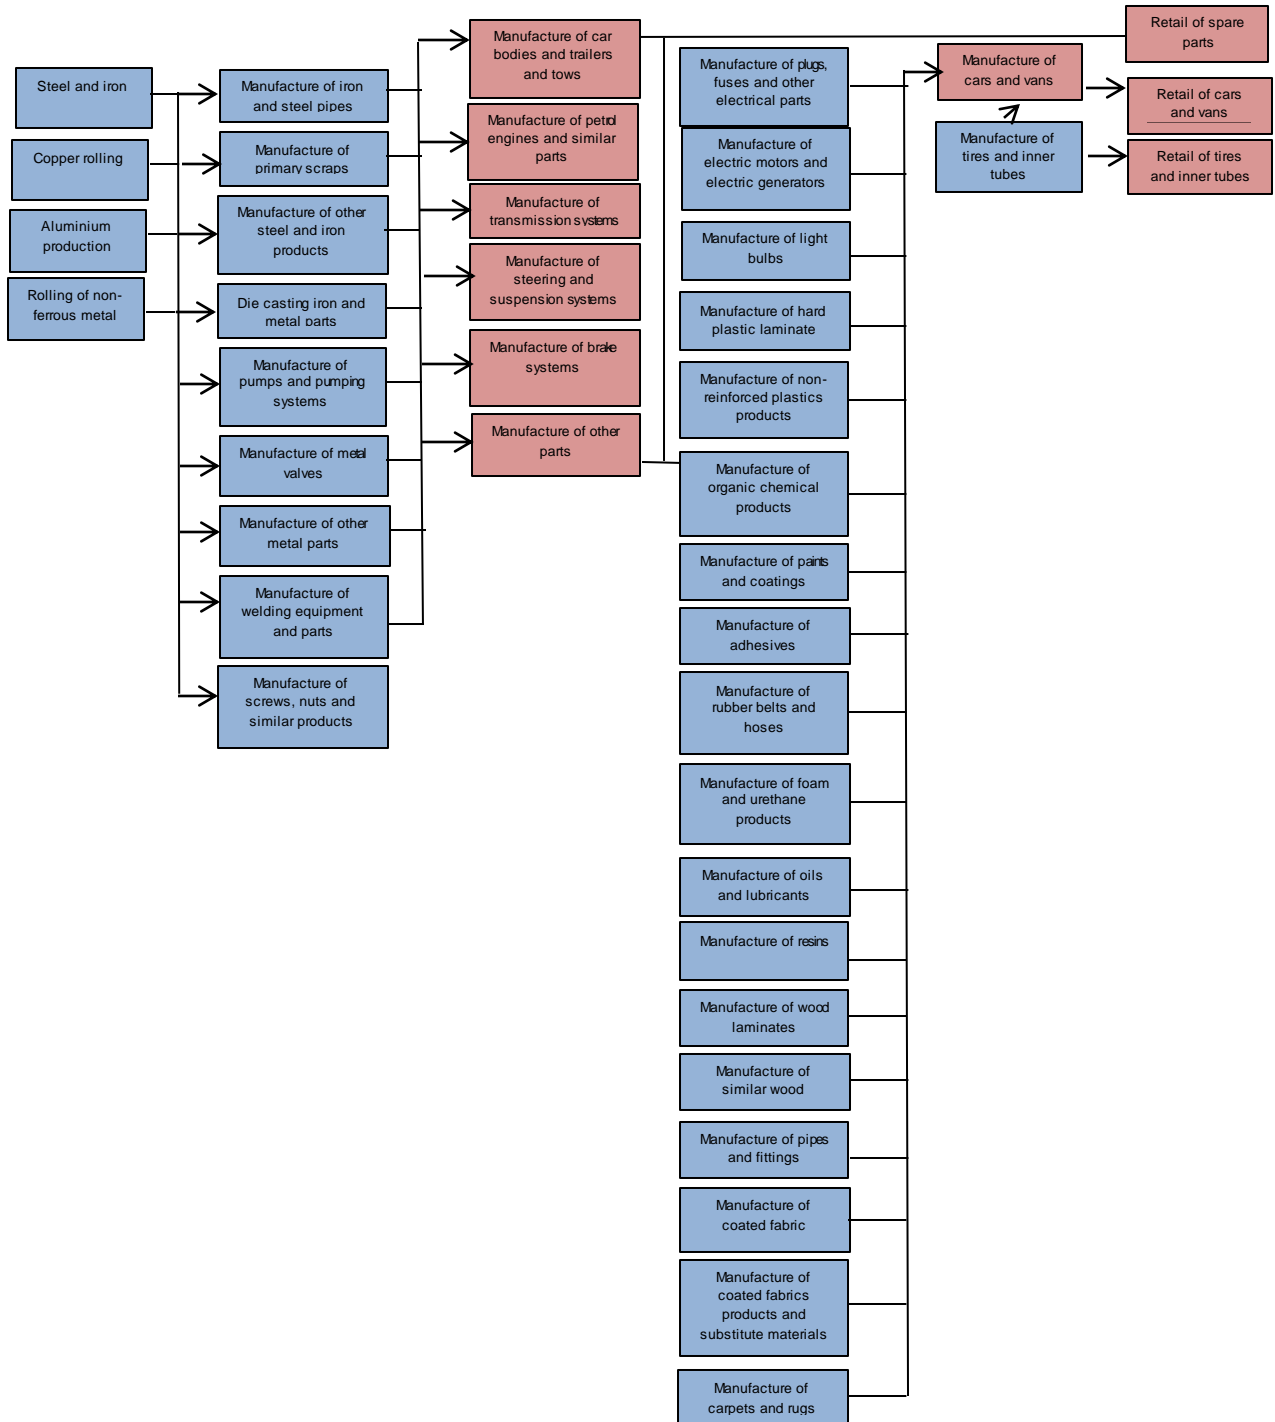 Steel and iron
Copper rolling
Aluminium
production
Rolling of non-
ferrous metal
Manufacture of iron
and steel pipes
Manufacture of
primary scraps
Manufacture of other
steel and iron
products
Die casting iron and
metal parts
Manufacture of
pumps and pumping
systems
Manufacture of metal
valves
Manufacture of other
metal parts
Manufacture of
welding equipment
and parts
Manufacture of
screws, nuts and
similar products
Manufacture of car
bodies and trailers
and tows
Manufacture of petrol
engines and similar
parts
Manufacture of
transmission systems
Manufacture of
steering and
suspension systems
Manufacture of brake
systems
Manufacture of other
parts
Manufacture of plugs,
fuses and other
electrical parts
Manufacture of
electric motors and
electric generators
Manufacture of light
bulbs
Manufacture of hard
plastic laminate
Manufacture of non-
reinforced plastics
products
Manufacture of
organic chemical
products
Manufacture of paints
and coatings
Manufacture of
adhesives
Manufacture of
rubber belts and
hoses
Manufacture of foam
and urethane
products
Manufacture of oils
and lubricants
Manufacture of resins
Manufacture of wood
laminates
Manufacture of
similar wood
Manufacture of pipes
and fittings
Manufacture of
coated fabric
Manufacture of
coated fabrics
products and
substitute materials
Manufacture of
carpets and rugs
Manufacture of
cars and vans
Manufacture of
tires and inner
tubes
Retail of spare
parts
Retail of cars
and vans
Retail of tires
and inner tubes